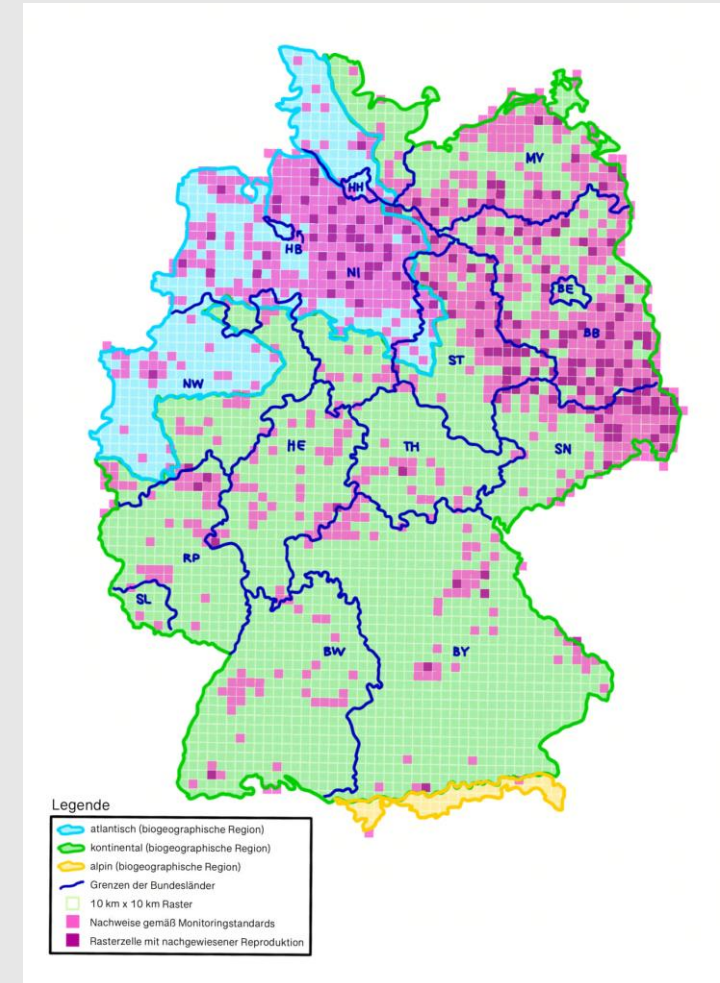 MV
HH
HB
NI
BE
BB
ST
NW
HE
TH
SN
RP
SL
BW
BY
Legende
atlantisch (biogeographische Region)
kontinental (biogeographische Region)
alpin (biogeographische Region)
Grenzen der Bundesländer
10 km x 10 km Raster
Nachweise gemäß Monitoringstandards
Rasterzelle mit nachgewiesener Reproduktion